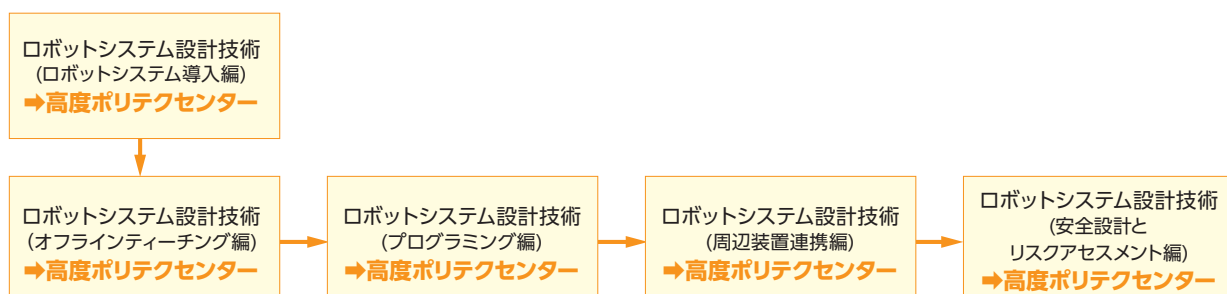 ロボットシステム設計技術
(ロボットシステム導入編)
➡高度ポリテクセンター
ロボットシステム設計技術
(オフラインティーチング編)
➡高度ポリテクセンター
ロボットシステム設計技術
(プログラミング編)
➡高度ポリテクセンター
ロボットシステム設計技術
(周辺装置連携編)
➡高度ポリテクセンター
ロボットシステム設計技術
(安全設計と
リスクアセスメント編)
➡高度ポリテクセンター